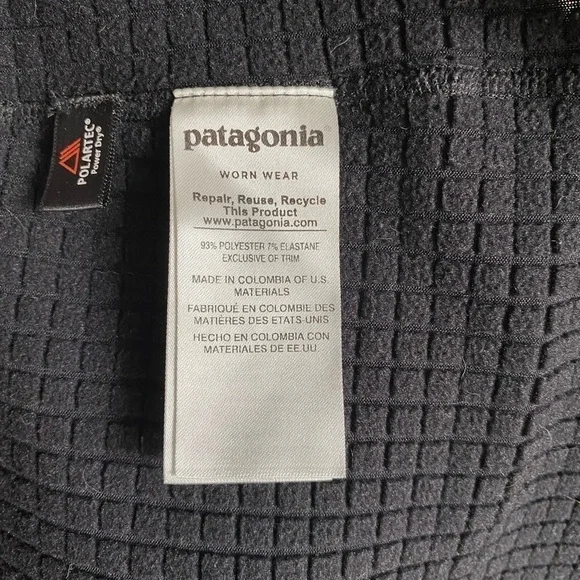 POLARTEC®
Power Dry®
patagonia®
WORN WEAR
Repair, Reuse, Recycle
This Product
www.patagonia.com
93% POLYESTER 7% ELASTANE
EXCLUSIVE OF TRIM
MADE IN COLOMBIA OF U.S.
MATERIALS
FABRIQUÉ EN COLOMBIE DES
MATIÈRES DES ETATS-UNIS
HECHO EN COLOMBIA CON
MATERIALES DE EE.UU